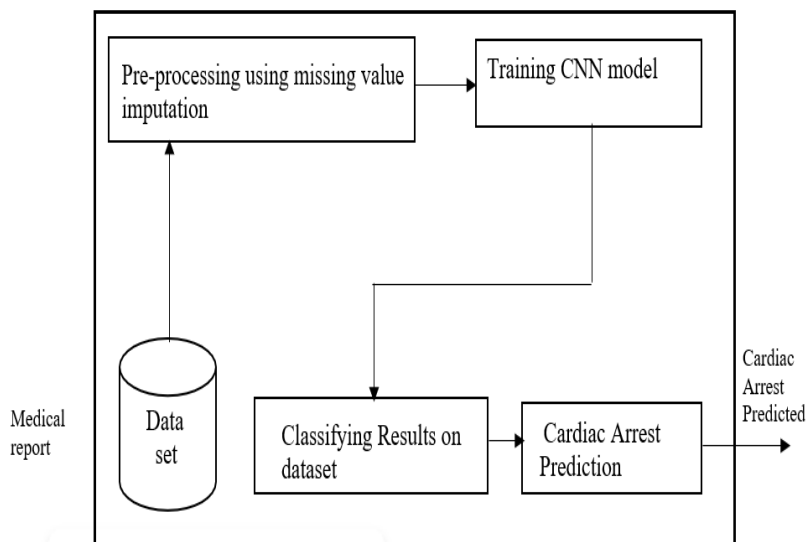 Pre-processing using missing value
imputation
Training CNN model
Medical
report
Data
set
Classifying Results on
dataset
Cardiac Arrest
Prediction
Cardiac
Arrest
Predicted